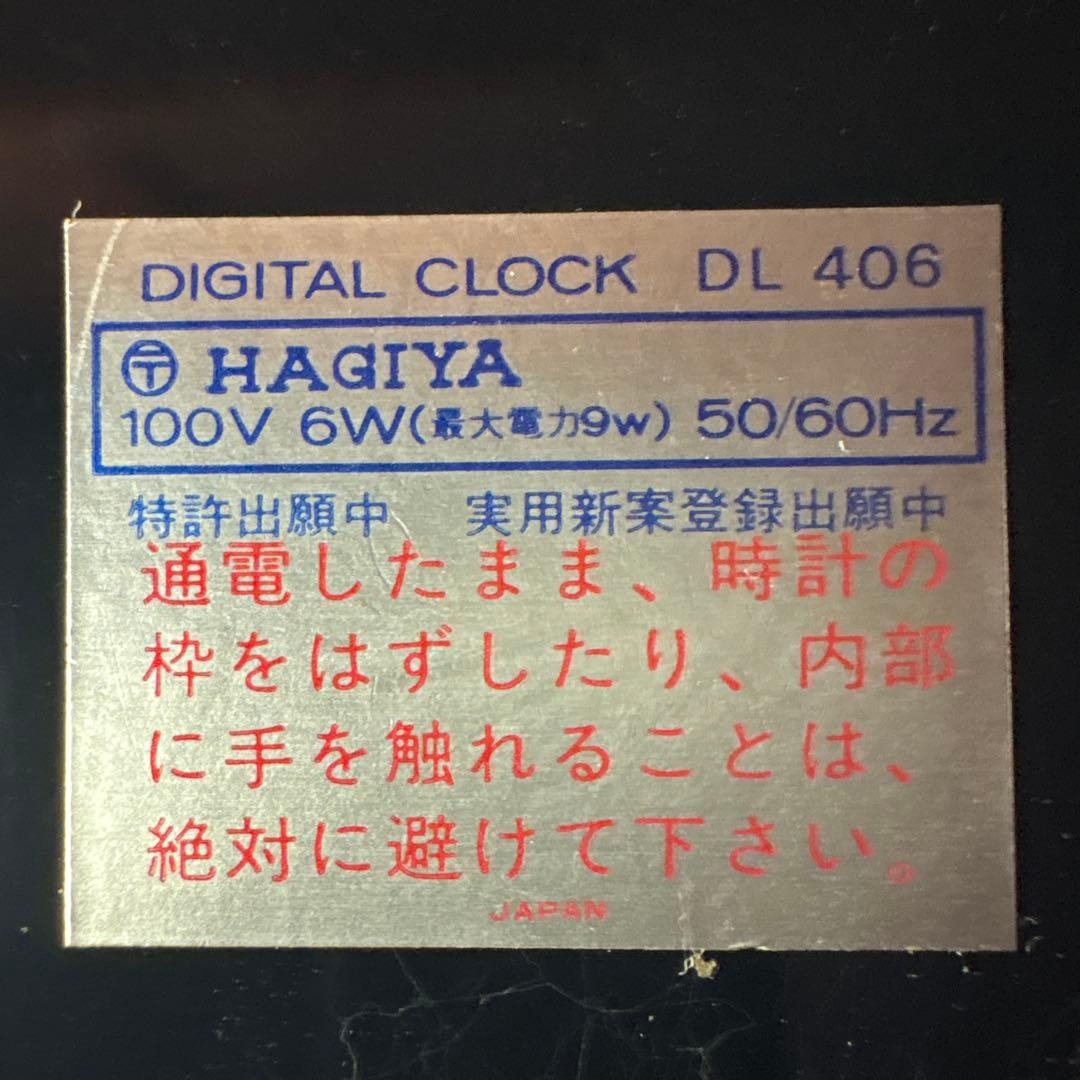 DIGITAL CLOCK DL 406
〒 HAGIYA
100V 6W(最大電力9w) 50/60Hz
特許出願中 実用新案登録出願中
通電したまま、時計の
枠をはずしたり、内部
に手を触れることは、
絶対に避けて下さい。
JAPAN